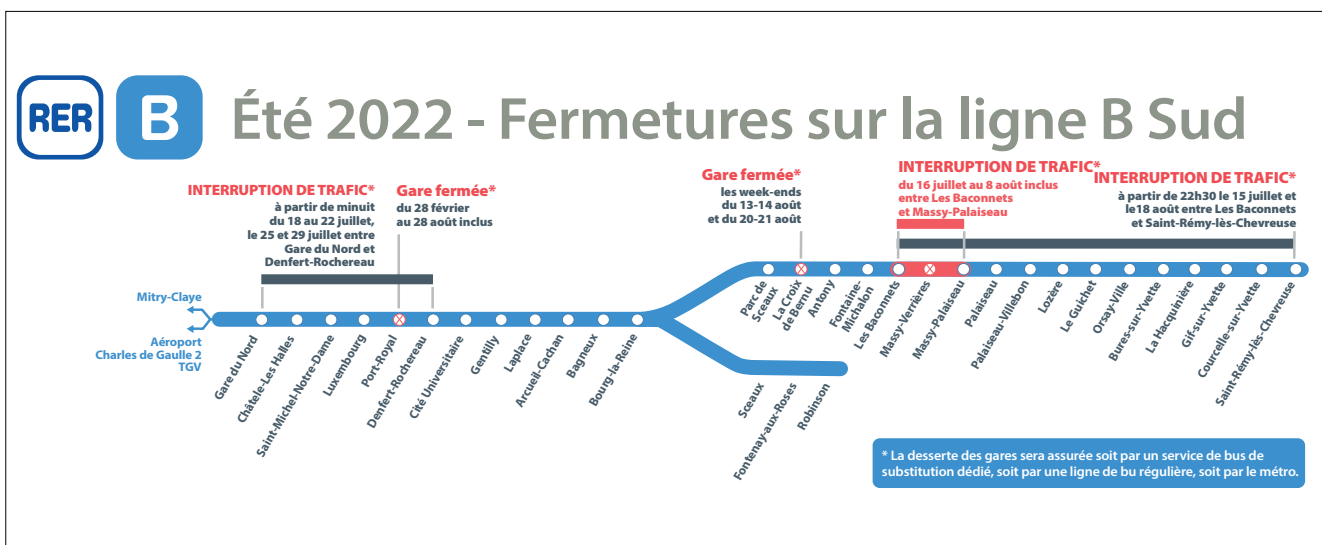 RER B Été 2022 - Fermetures sur la ligne B Sud
INTERRUPTION DE TRAFIC*
à partir de minuit
du 18 au 22 juillet,
le 25 et 29 juillet entre
Gare du Nord et
Denfert-Rochereau
Gare fermée*
du 28 février
au 28 août inclus
Gare fermée*
les week-ends
du 13-14 août
et du 20-21 août
INTERRUPTION DE TRAFIC*
du 16 juillet au 8 août inclus
entre Les Baconnets
et Massy-Palaiseau
INTERRUPTION DE TRAFIC*
à partir de 22h30 le 15 juillet et
le18 août entre Les Baconnets
et Saint-Rémy-lès-Chevreuse
Mitry-Claye
Aéroport
Charles de Gaulle 2
TGV
Gare du Nord
Châtele-Les Halles
Saint-Michel-Notre-Dame
Luxembourg
Port-Royal
Denfert-Rochereau
Cité Universitaire
Gentilly
Laplace
Arcueil-Cachan
Bagneux
Bourg-la-Reine
Parc de
Sceaux
La Croix
de Bernu
Antony
Fontaine-
Michalon
Les Baconnets
Massy-Verrières
Massy-Palaiseau
Palaiseau
Palaiseau-Villebon
Lozère
Le Guichet
Orsay-Ville
Bures-sur-Yvette
La Hacquinière
Gif-sur-Yvette
Courcelle-sur-Yvette
Saint-Rémy-lès-Chevreuse
Sceaux
Fontenay-aux-Roses
Robinson
* La desserte des gares sera assurée soit par un service de bus de
substitution dédié, soit par une ligne de bu régulière, soit par le métro.